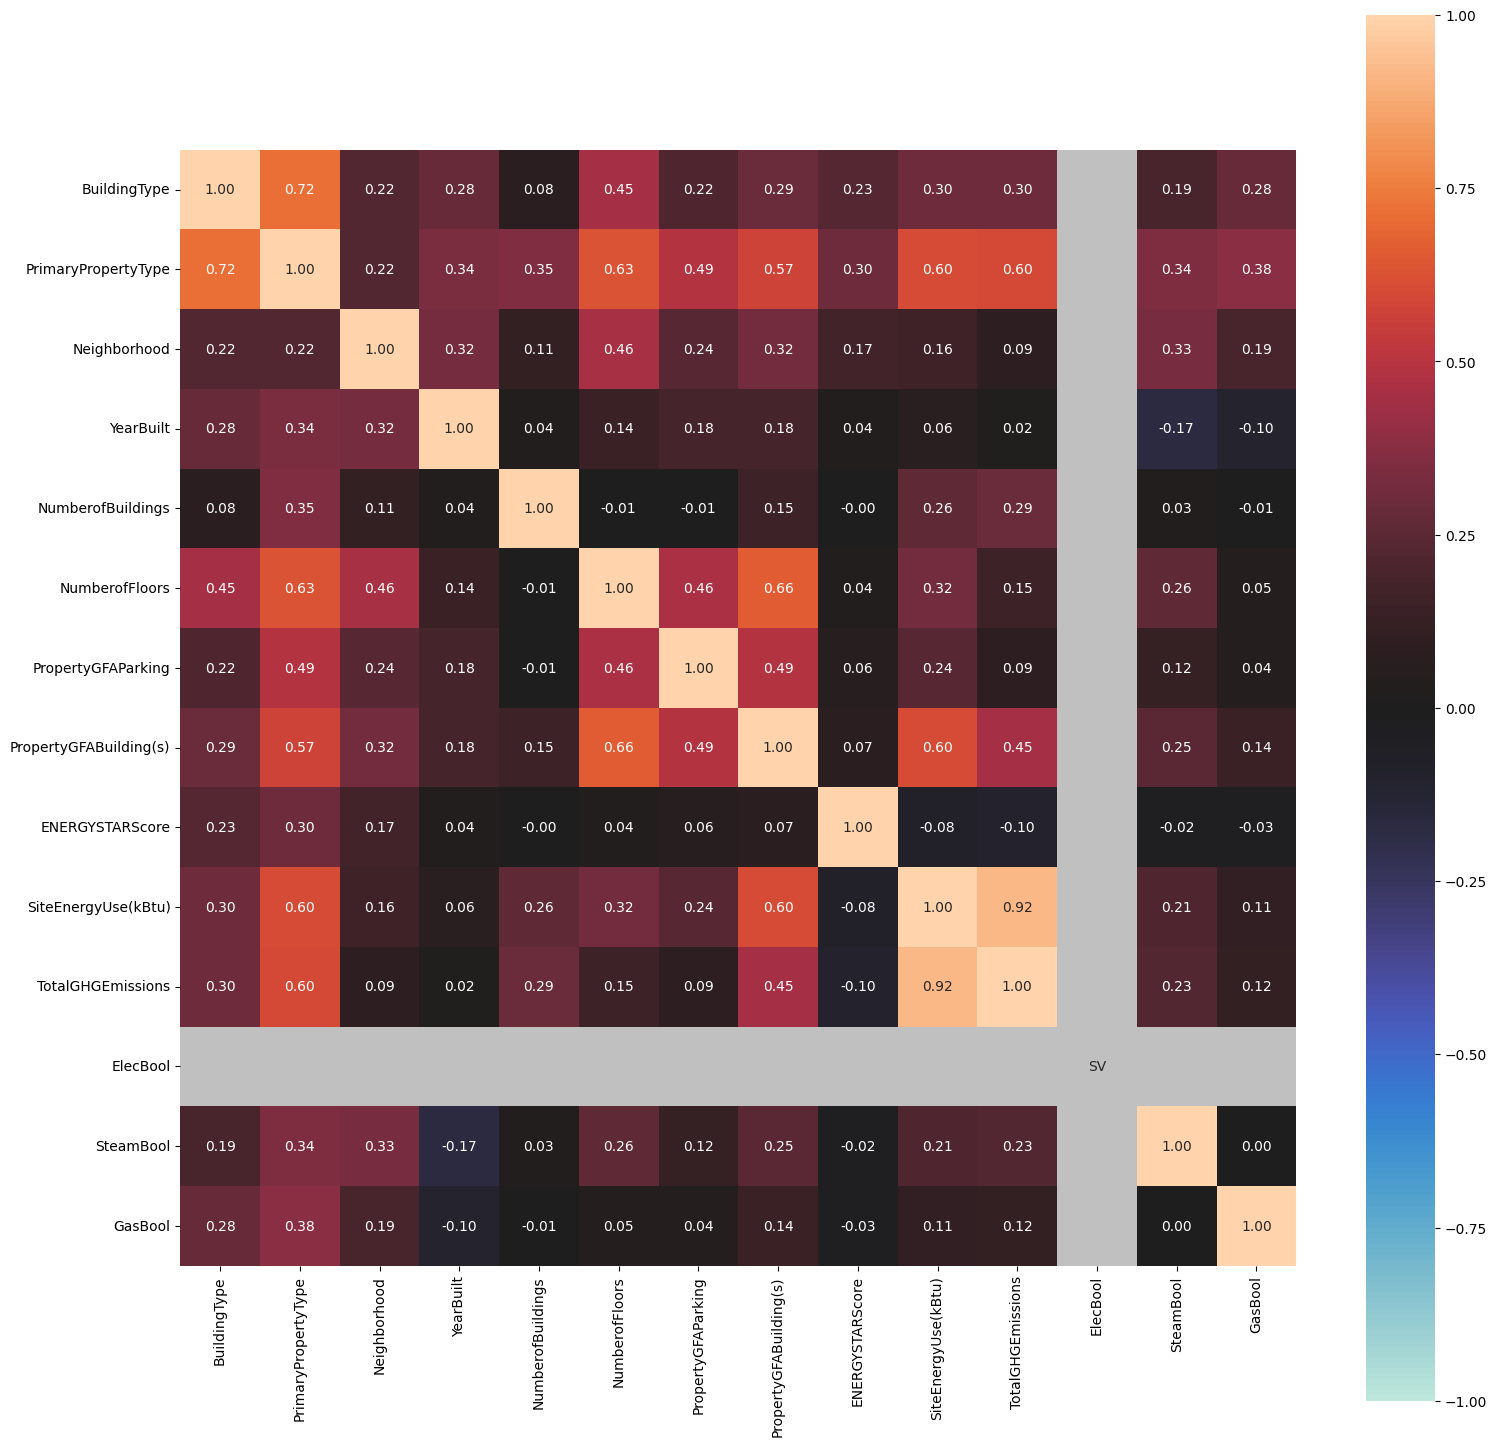 1.00
BuildingType 1.00 0.72 0.22 0.28 0.08 0.45 0.22 0.29 0.23 0.30 0.30 0.19 0.28
PrimaryPropertyType 0.72 1.00 0.22 0.34 0.35 0.63 0.49 0.57 0.30 0.60 0.60 0.34 0.38
0.75
Neighborhood 0.22 0.22 1.00 0.32 0.11 0.46 0.24 0.32 0.17 0.16 0.09 0.33 0.19
0.50
YearBuilt 0.28 0.34 0.32 1.00 0.04 0.14 0.18 0.18 0.04 0.06 0.02 -0.17 -0.10
NumberofBuildings 0.08 0.35 0.11 0.04 1.00 -0.01 -0.01 0.15 -0.00 0.26 0.29 0.03 -0.01
0.25
NumberofFloors 0.45 0.63 0.46 0.14 -0.01 1.00 0.46 0.66 0.04 0.32 0.15 0.26 0.05
PropertyGFAParking 0.22 0.49 0.24 0.18 -0.01 0.46 1.00 0.49 0.06 0.24 0.09 0.12 0.04
0.00
PropertyGFABuilding(s) 0.29 0.57 0.32 0.18 0.15 0.66 0.49 1.00 0.07 0.60 0.45 0.25 0.14
ENERGYSTARScore 0.23 0.30 0.17 0.04 -0.00 0.04 0.06 0.07 1.00 -0.08 -0.10 -0.02 -0.03
−0.25
SiteEnergyUse(kBtu) 0.30 0.60 0.16 0.06 0.26 0.32 0.24 0.60 -0.08 1.00 0.92 0.21 0.11
TotalGHGEmissions 0.30 0.60 0.09 0.02 0.29 0.15 0.09 0.45 -0.10 0.92 1.00 0.23 0.12
−0.50
ElecBool SV
SteamBool 0.19 0.34 0.33 -0.17 0.03 0.26 0.12 0.25 -0.02 0.21 0.23 1.00 0.00
GasBool 0.28 0.38 0.19 -0.10 -0.01 0.05 0.04 0.14 -0.03 0.11 0.12 0.00 1.00
−0.75
−1.00
BuildingType
PrimaryPropertyType
Neighborhood
YearBuilt
NumberofBuildings
NumberofFloors
PropertyGFAParking
PropertyGFABuilding(s)
ENERGYSTARScore
SiteEnergyUse(kBtu)
TotalGHGEmissions
ElecBool
SteamBool
GasBool